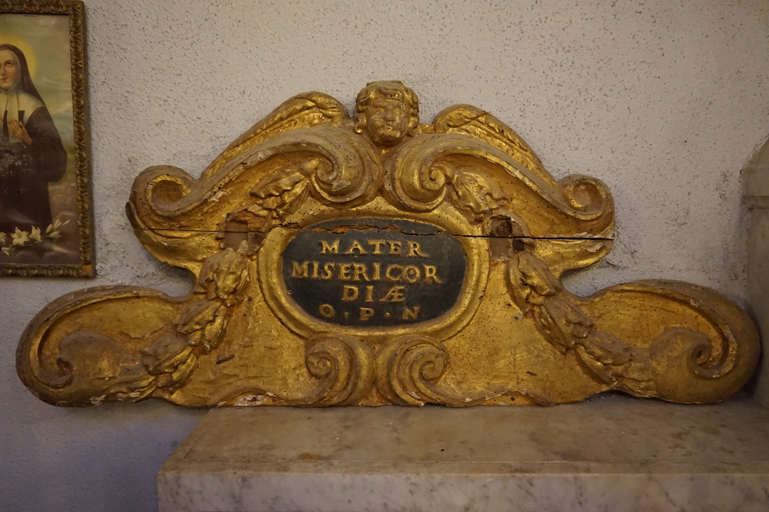 MATER
MISERICOR
DIÆ
O · P · N